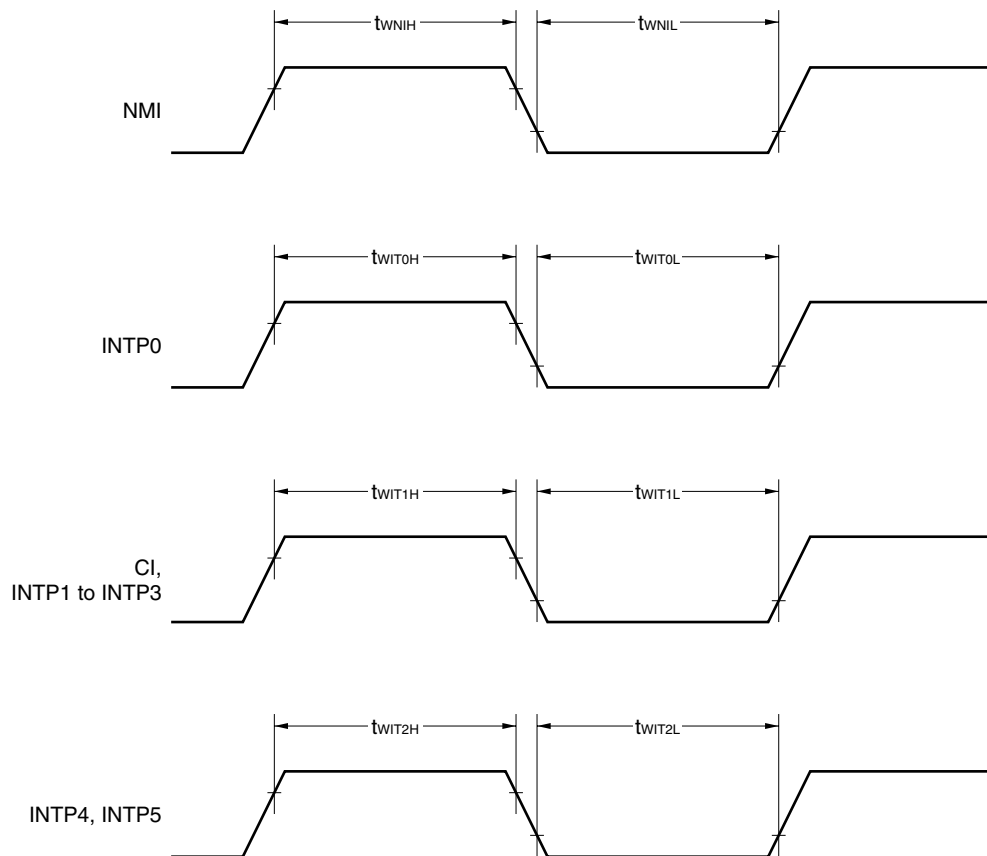 tWNIH tWNIL
NMI
tWIT0H tWIT0L
INTP0
tWIT1H tWIT1L
CI,
INTP1 to INTP3
tWIT2H tWIT2L
INTP4, INTP5